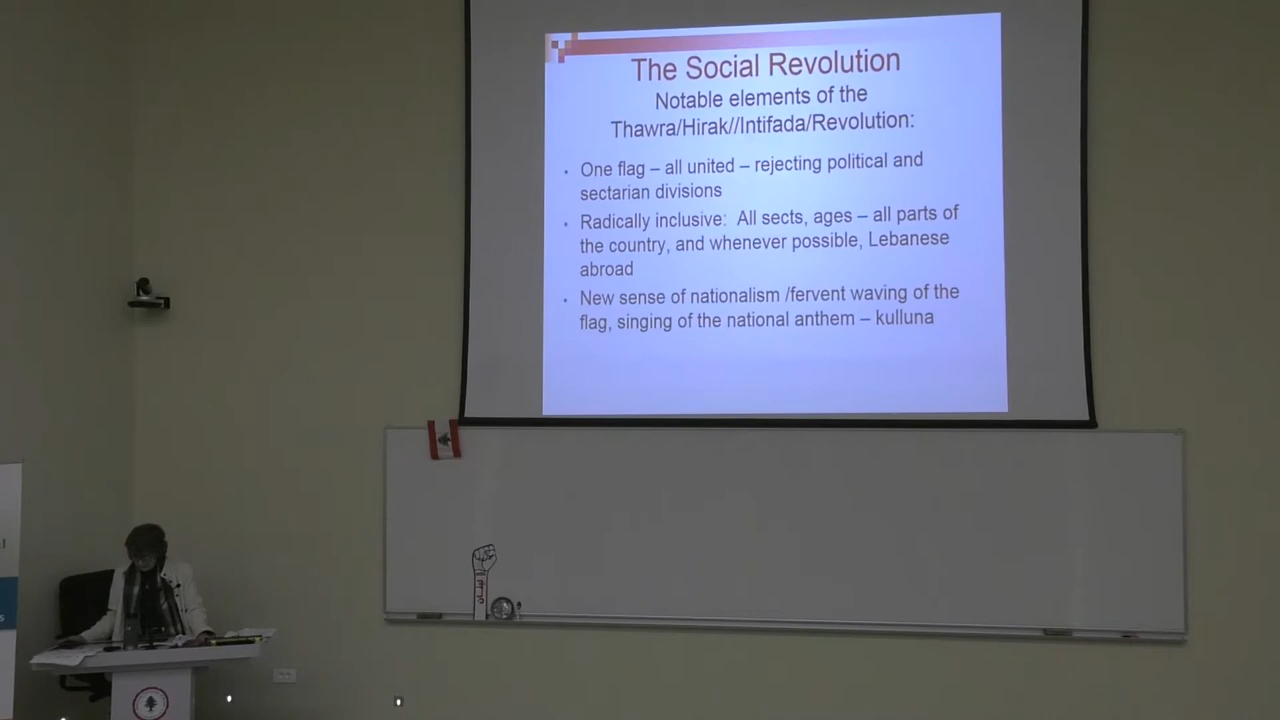 The Social Revolution
Notable elements of the
Thawra/Hirak//Intifada/Revolution:
• One flag – all united – rejecting political and
sectarian divisions
• Radically inclusive: All sects, ages – all parts of
the country, and whenever possible, Lebanese
abroad
• New sense of nationalism /fervent waving of the
flag, singing of the national anthem – kulluna